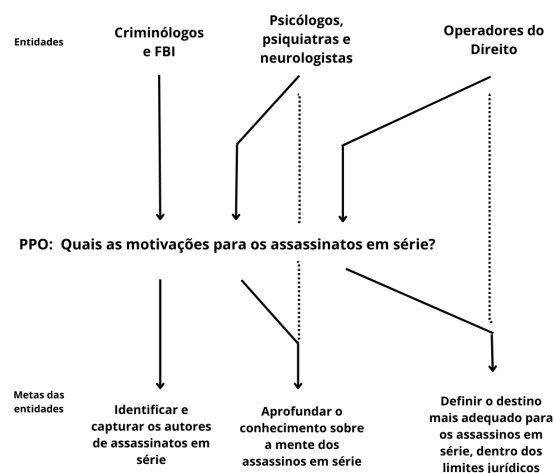 Entidades
Criminólogos
e FBI
Psicólogos,
psiquiatras e
neurologistas
Operadores do
Direito
PPO: Quais as motivações para os assassinatos em série?
Metas das
entidades
Identificar e
capturar os autores
de assassinatos em
série
Aprofundar o
conhecimento sobre
a mente dos
assassinos em série
Definir o destino
mais adequado para
os assassinos em
série, dentro dos
limites jurídicos